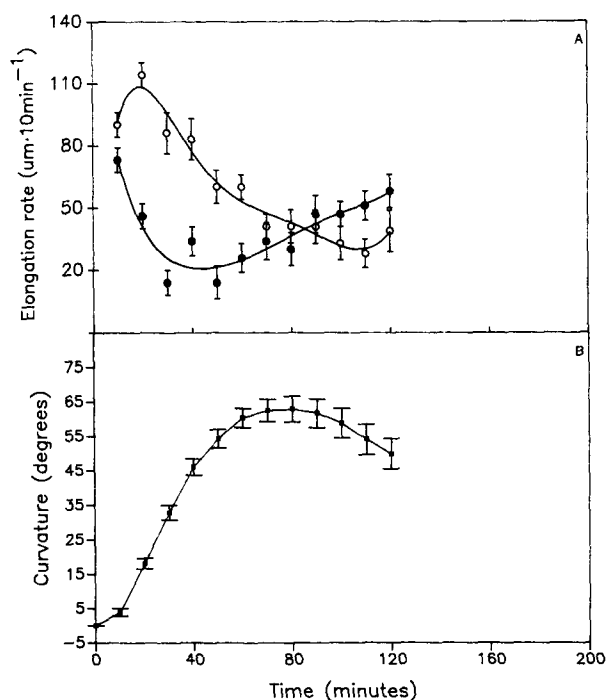 A
140
110
80
50
20
Elongation rate (um·10min⁻¹)
B
75
65
55
45
35
25
15
5
-5
Curvature (degrees)
0 40 80 120 160 200
Time (minutes)